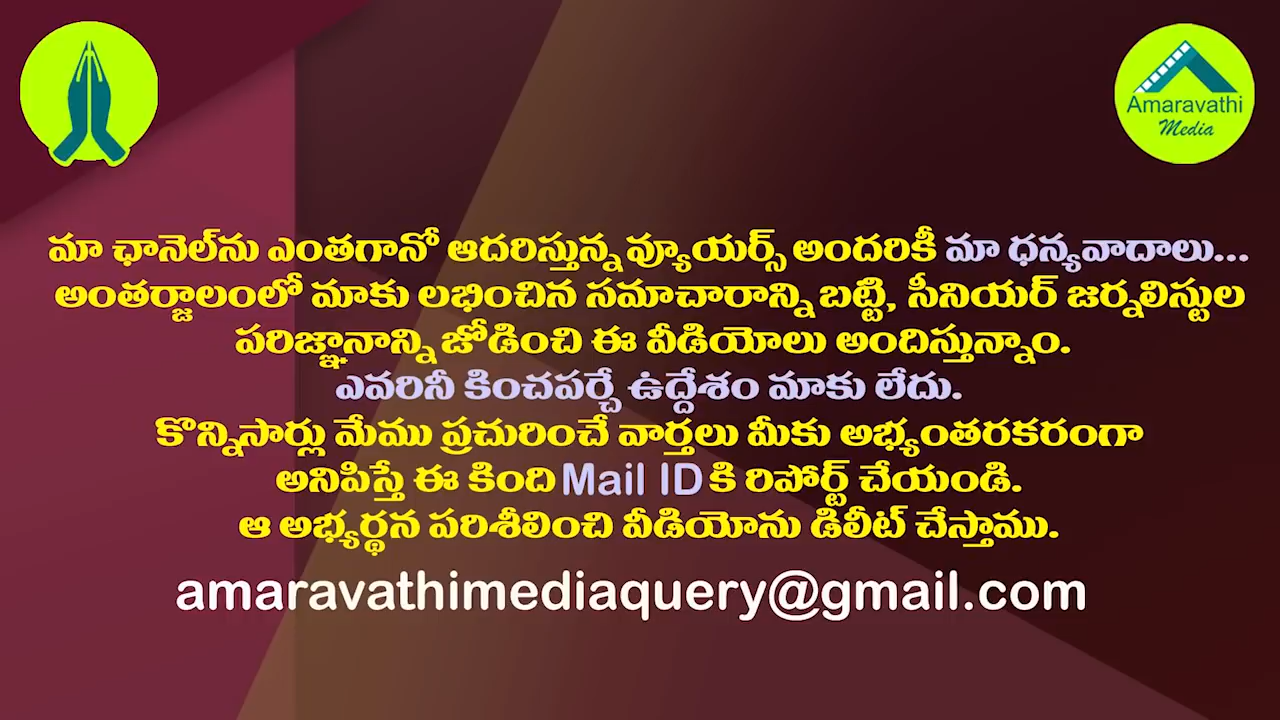 Amaravathi
Media
మా ఛానెల్‌ను ఎంతగానో ఆదరిస్తున్న వ్యూయర్స్ అందరికీ మా ధన్యవాదాలు...
అంతర్జాలంలో మాకు లభించిన సమాచారాన్ని బట్టి, సీనియర్ జర్నలిస్టుల
పరిజ్ఞానాన్ని జోడించి ఈ వీడియోలు అందిస్తున్నాం.
ఎవరినీ కించపర్చే ఉద్దేశం మాకు లేదు.
కొన్నిసార్లు మేము ప్రచురించే వార్తలు మీకు అభ్యంతరకరంగా
అనిపిస్తే ఈ కింది Mail ID కి రిపోర్ట్ చేయండి.
ఆ అభ్యర్థన పరిశీలించి వీడియోను డిలీట్ చేస్తాము.
amaravathimediaquery@gmail.com